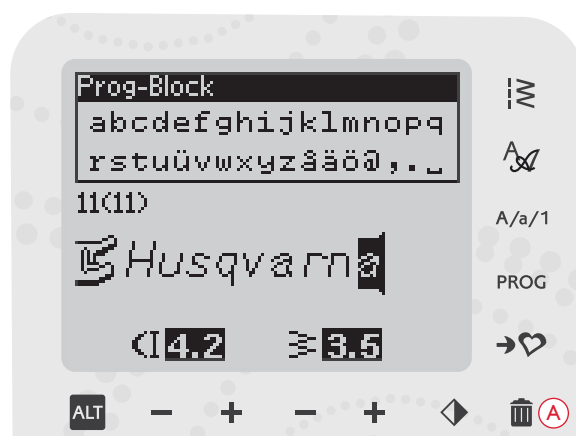 Prog-Block
abcdefghijklmnopq
rstuüvwxyzåäö@,.␣
11(11)
A/a/1
Husqvarna
PROG
4.2 3.5
ALT − + − + A